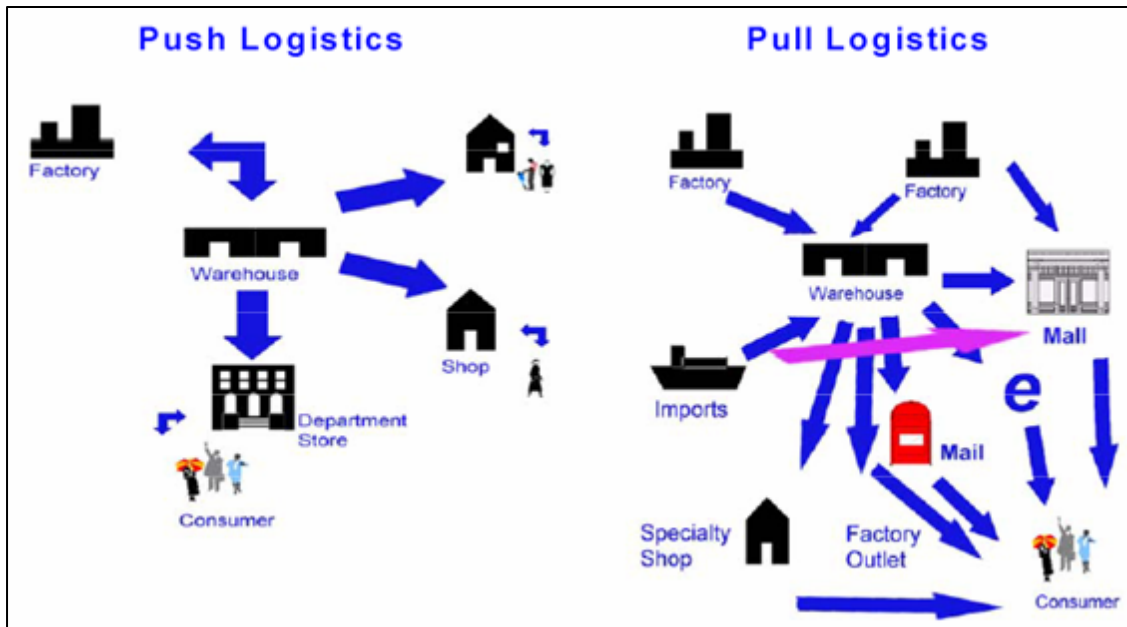 Push Logistics
Factory
Warehouse
Shop
Department
Store
Consumer
Pull Logistics
Factory
Factory
Warehouse
Mall
Imports
e
Mail
Specialty
Shop
Factory
Outlet
Consumer